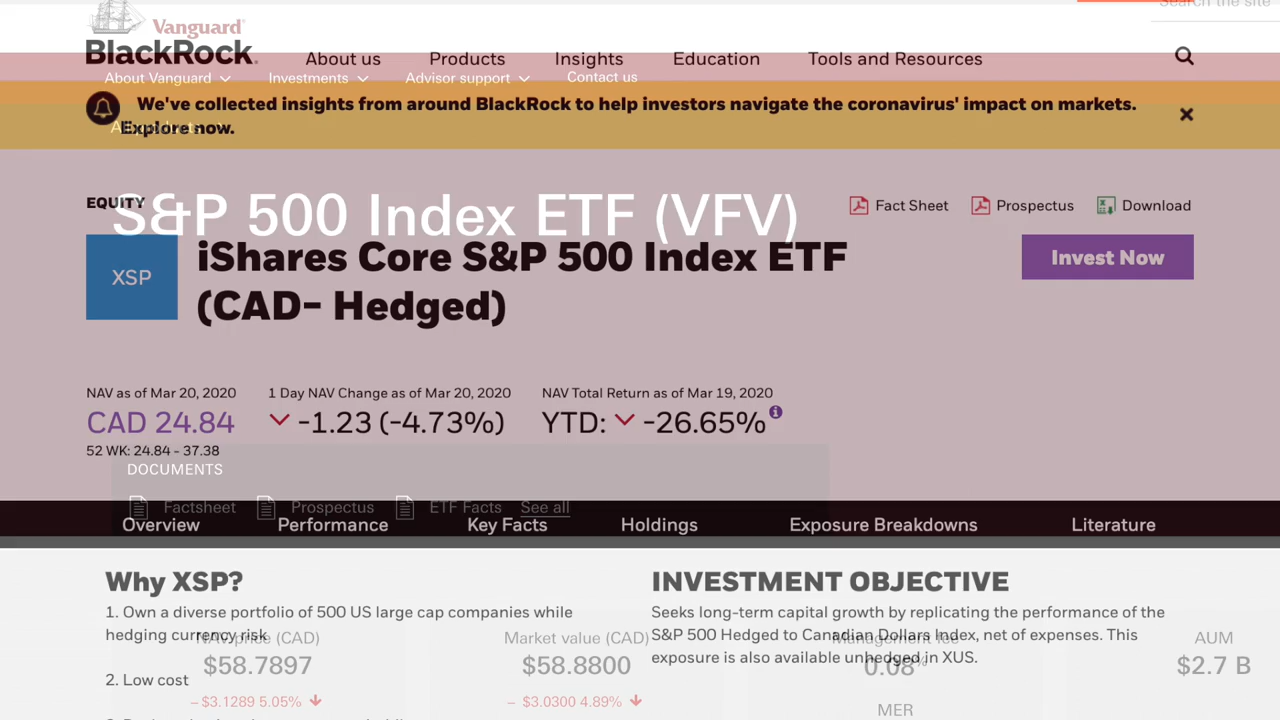 Search the site
Vanguard
BlackRock.
About us Products Insights Education Tools and Resources
About Vanguard Investments Advisor support Contact us
We've collected insights from around BlackRock to help investors navigate the coronavirus' impact on markets.
Explore now.
EQUITY
S&P 500 Index ETF (VFV)
Fact Sheet Prospectus Download
XSP
iShares Core S&P 500 Index ETF
(CAD- Hedged)
Invest Now
NAV as of Mar 20, 2020 1 Day NAV Change as of Mar 20, 2020 NAV Total Return as of Mar 19, 2020
CAD 24.84 -1.23 (-4.73%) YTD: -26.65%
52 WK: 24.84 - 37.38
DOCUMENTS
Factsheet Prospectus ETF Facts See all
Overview Performance Key Facts Holdings Exposure Breakdowns Literature
Why XSP?
1. Own a diverse portfolio of 500 US large cap companies while
hedging currency risk
2. Low cost
INVESTMENT OBJECTIVE
Seeks long-term capital growth by replicating the performance of the
S&P 500 Hedged to Canadian Dollars Index, net of expenses. This
exposure is also available unhedged in XUS.
NAV price (CAD) Market value (CAD) Management fee AUM
$58.7897 $58.8800 0.08% $2.7 B
– $3.1289 5.05% – $3.0300 4.89%
MER